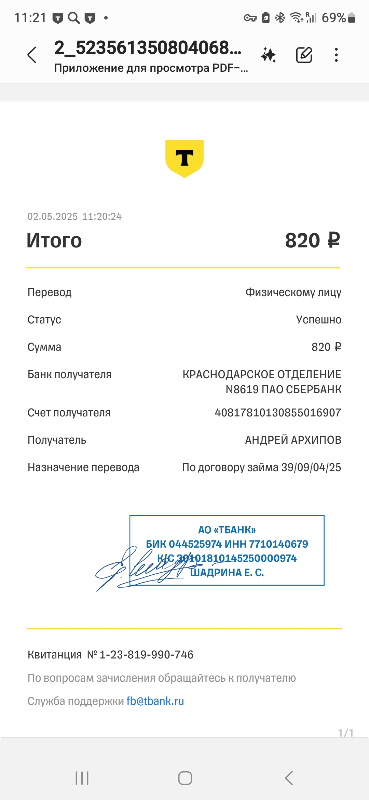 11:21
69%
2_523561350804068...
Приложение для просмотра PDF-...
T
02.05.2025 11:20:24
Итого 820 ₽
Перевод Физическому лицу
Статус Успешно
Сумма 820 ₽
Банк получателя КРАСНОДАРСКОЕ ОТДЕЛЕНИЕ
N8619 ПАО СБЕРБАНК
Счет получателя 40817810130855016907
Получатель АНДРЕЙ АРХИПОВ
Назначение перевода По договору займа 39/09/04/25
АО «ТБАНК»
БИК 044525974 ИНН 7710140679
К/С 30101810145250000974
ШАДРИНА Е. С.
Квитанция № 1-23-819-990-746
По вопросам зачисления обращайтесь к получателю
Служба поддержки fb@tbank.ru
1/1